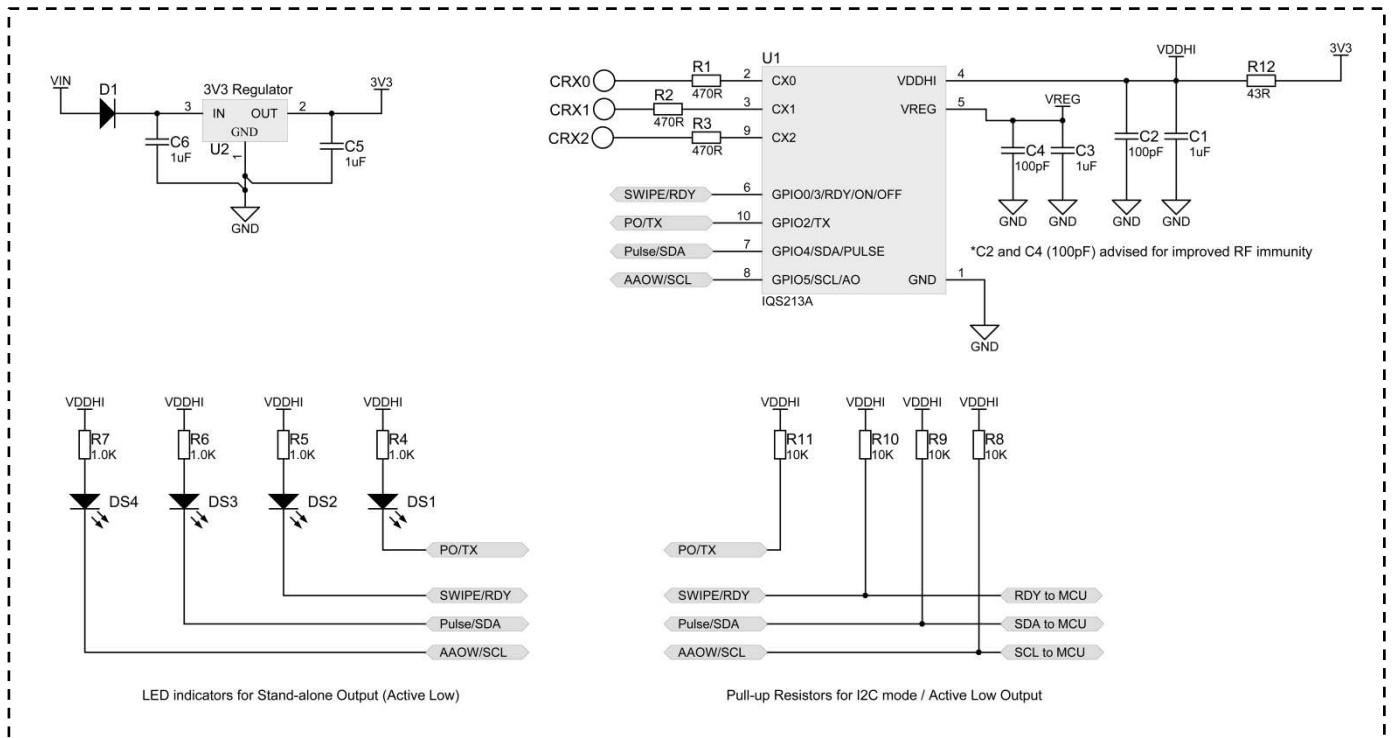 VIN
D1
3V3 Regulator
3
IN
OUT
2
GND
U2
1
3V3
C6
1uF
C5
1uF
GND
U1
CRX0
R1
470R
2
CX0
CRX1
R2
470R
3
CX1
CRX2
R3
470R
9
CX2
SWIPE/RDY
6
GPIO0/3/RDY/ON/OFF
PO/TX
10
GPIO2/TX
Pulse/SDA
7
GPIO4/SDA/PULSE
AAOW/SCL
8
GPIO5/SCL/AO
IQS213A
VDDHI
4
VREG
5
GND
1
GND
VREG
C4
100pF
C3
1uF
VDDHI
C2
100pF
C1
1uF
R12
43R
3V3
GND
GND
GND
GND
*C2 and C4 (100pF) advised for improved RF immunity
VDDHI
VDDHI
VDDHI
VDDHI
R7
1.0K
R6
1.0K
R5
1.0K
R4
1.0K
DS4
DS3
DS2
DS1
PO/TX
SWIPE/RDY
Pulse/SDA
AAOW/SCL
LED indicators for Stand-alone Output (Active Low)
VDDHI
VDDHI
VDDHI
VDDHI
R11
10K
R10
10K
R9
10K
R8
10K
PO/TX
SWIPE/RDY
RDY to MCU
Pulse/SDA
SDA to MCU
AAOW/SCL
SCL to MCU
Pull-up Resistors for I2C mode / Active Low Output